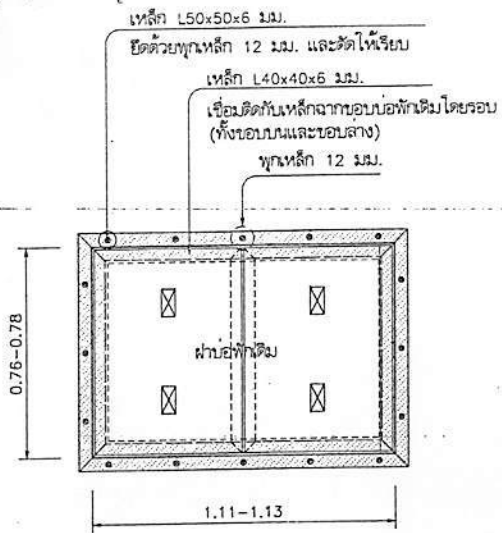 เหล็ก L50x50x6 มม.
ยึดด้วยพุกเหล็ก 12 มม. และตัดให้เรียบ
เหล็ก L40x40x6 มม.
เชื่อมติดกับเหล็กฉากขอบบ่อพักเดิมโดยรอบ
(ทั้งขอบบนและขอบล่าง)
พุกเหล็ก 12 มม.
ฝาบ่อพักเดิม
0.76-0.78
1.11-1.13